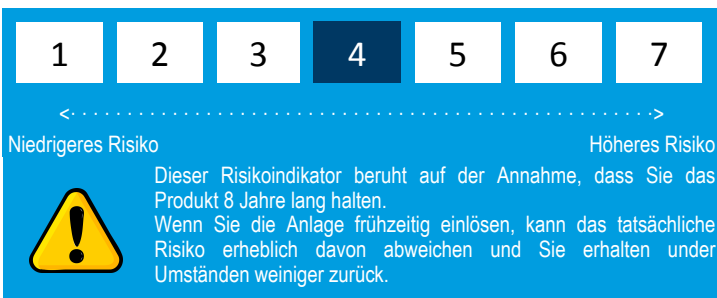 1 2 3 4 5 6 7
<· · · · · · · · · · · · · · · · · · · · · · · · · · · · · · · · · · · · · · · · · · · · · · · · · · · ·>
Niedrigeres Risiko Höheres Risiko
Dieser Risikoindikator beruht auf der Annahme, dass Sie das
Produkt 8 Jahre lang halten.
Wenn Sie die Anlage frühzeitig einlösen, kann das tatsächliche
Risiko erheblich davon abweichen und Sie erhalten under
Umständen weiniger zurück.